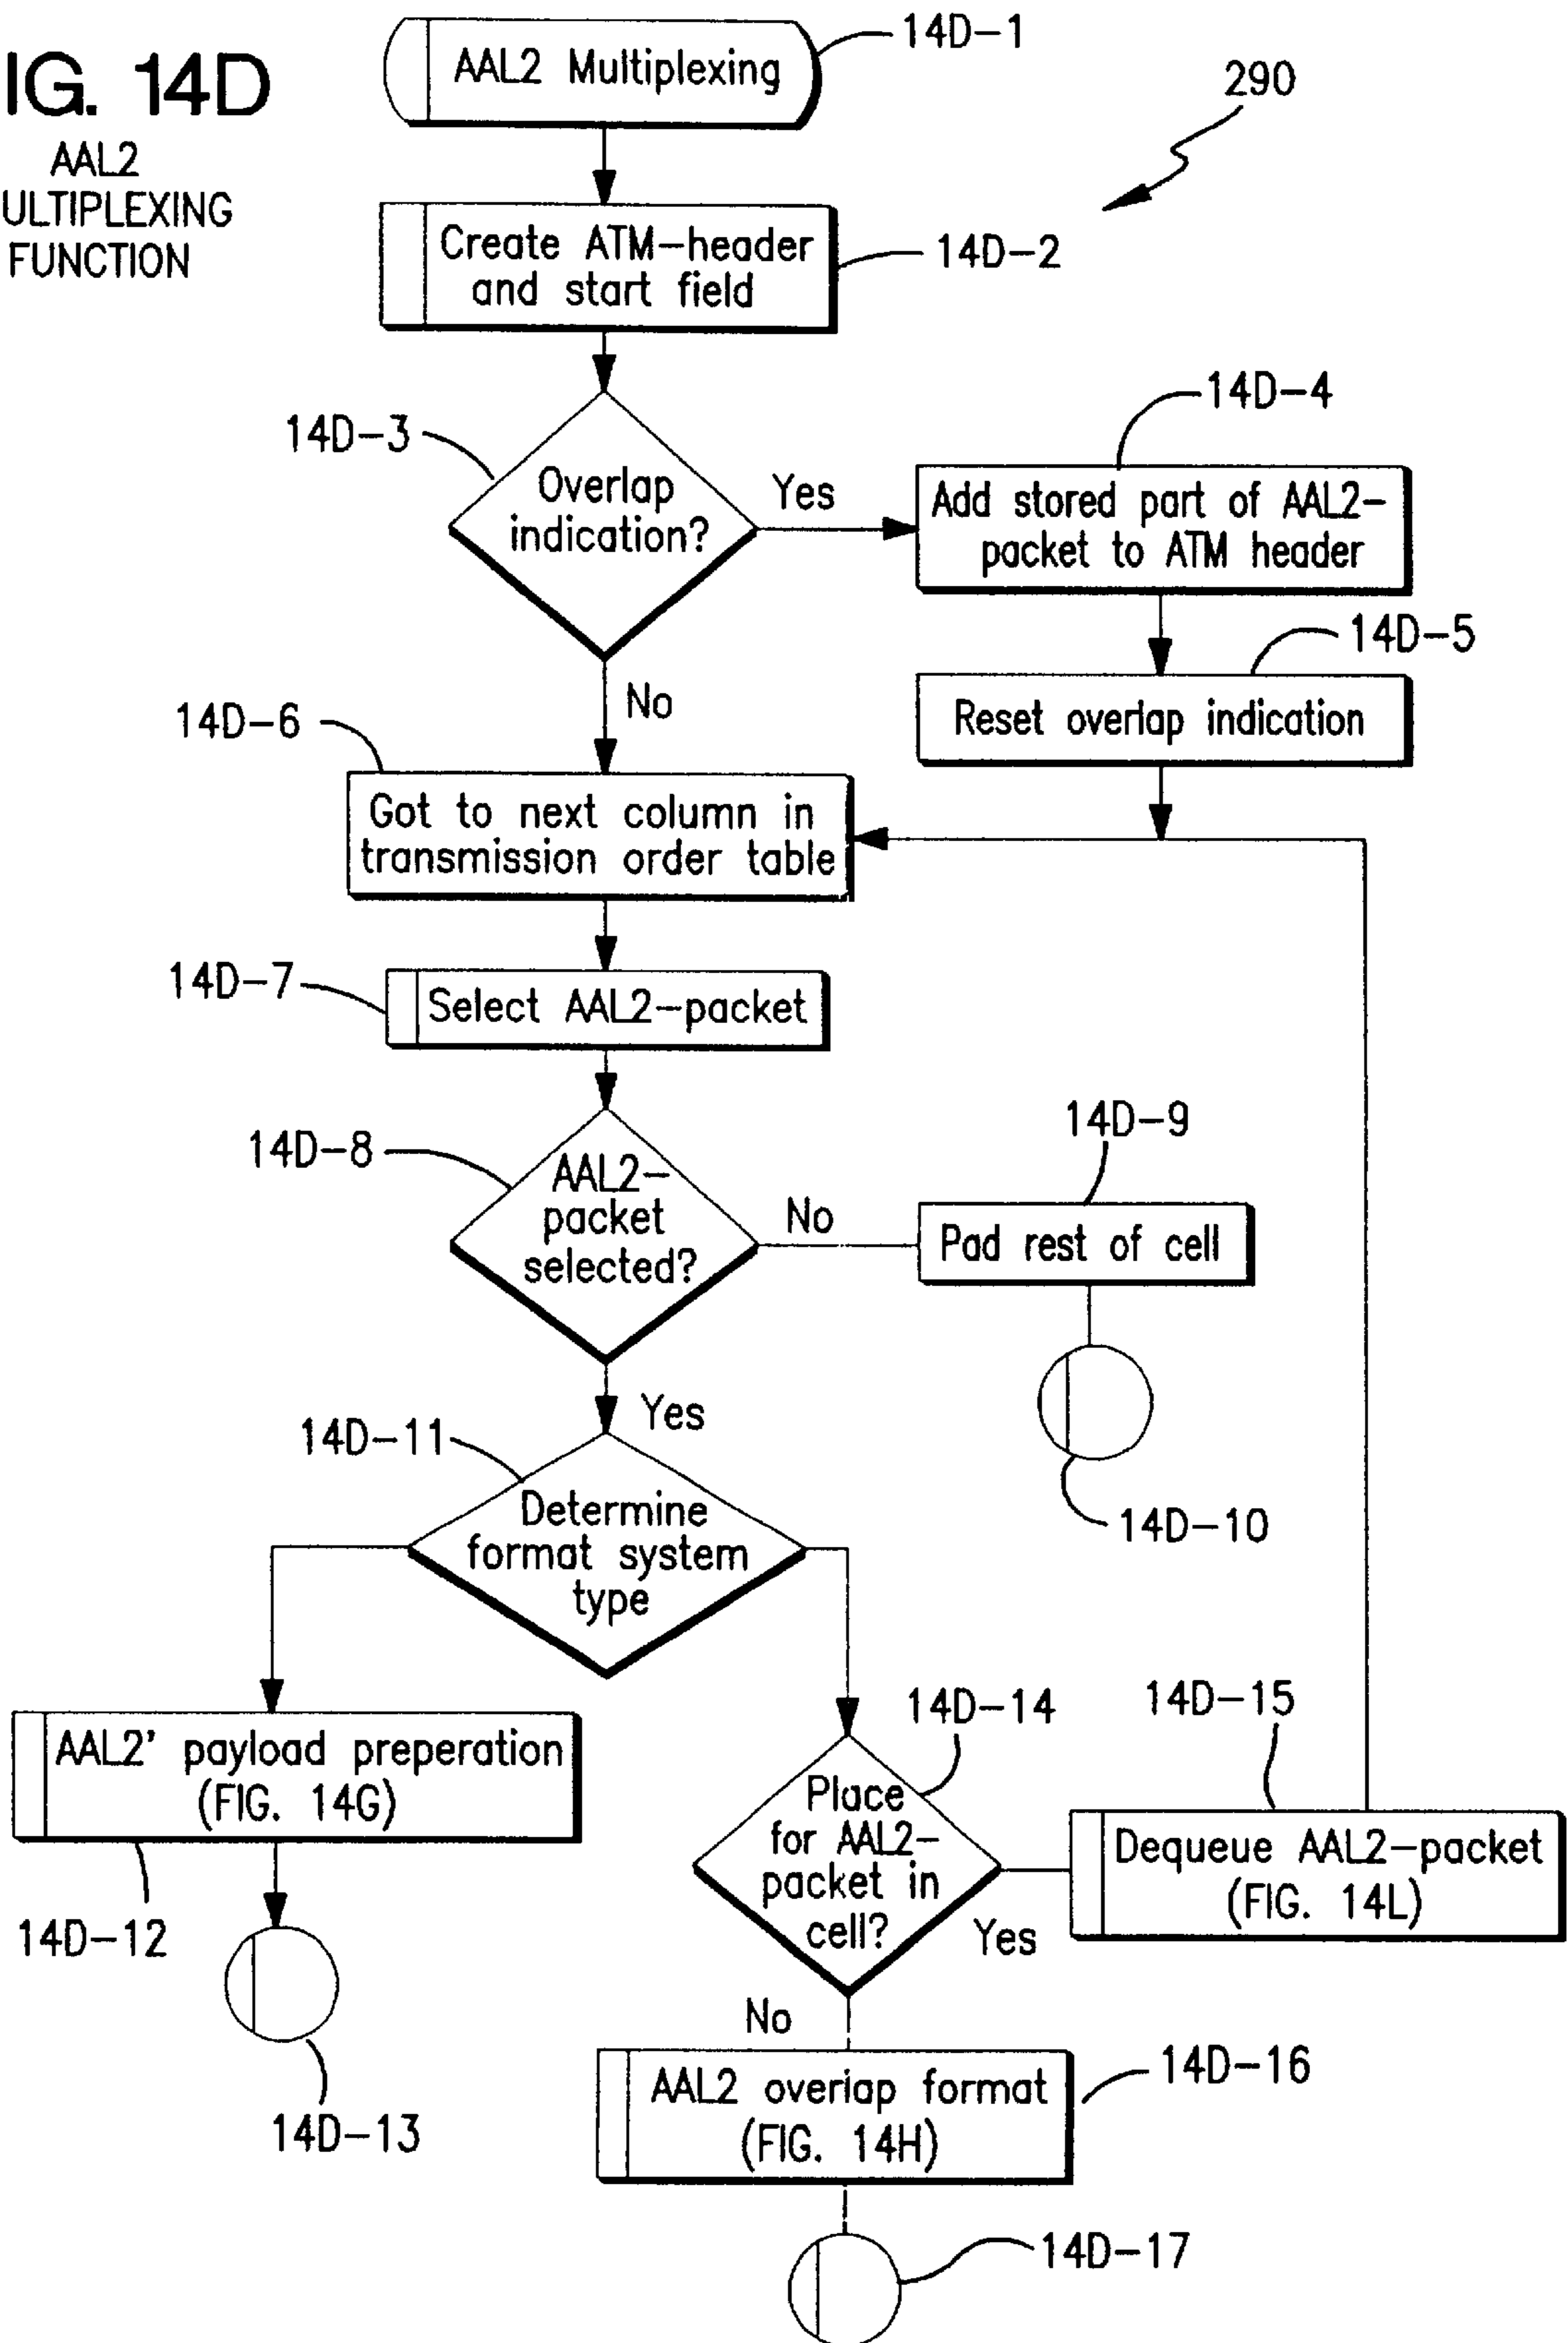 IG. 14D
AAL2
ULTIPLEXING
FUNCTION
AAL2 Multiplexing
14D-1
290
Create ATM-header
and start field
14D-2
14D-3
Overlap
indication?
Yes
14D-4
Add stored part of AAL2-
packet to ATM header
14D-5
Reset overlap indication
No
14D-6
Got to next column in
transmission order table
14D-7
Select AAL2-packet
14D-8
AAL2-
packet
selected?
No
14D-9
Pad rest of cell
14D-10
Yes
14D-11
Determine
format system
type
AAL2' payload preperation
(FIG. 14G)
14D-12
14D-13
14D-14
Place
for AAL2-
packet in
cell?
Yes
14D-15
Dequeue AAL2-packet
(FIG. 14L)
No
AAL2 overlap format
(FIG. 14H)
14D-16
14D-17